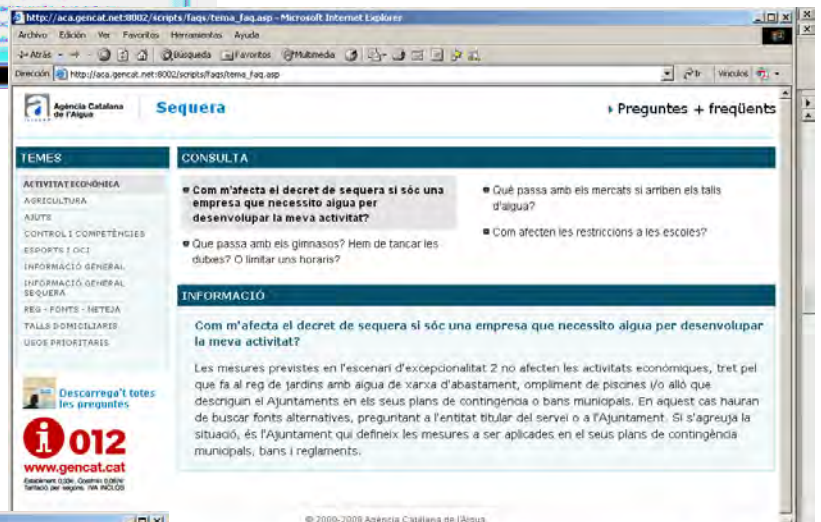 http://aca.gencat.net:8002/scripts/faqs/tema_faq.asp - Microsoft Internet Explorer
Archivo Edición Ver Favoritos Herramientas Ayuda
Atrás Búsqueda Favoritos Multimedia
Dirección http://aca.gencat.net:8002/scripts/faqs/tema_faq.asp Ir Vínculos
Agència Catalana
de l'Aigua
Sequera
Preguntes + freqüents
TEMES
ACTIVITAT ECONÒMICA
AGRICULTURA
AJUTS
CONTROL I COMPETÈNCIES
ESPORTS I OCI
INFORMACIÓ GENERAL
INFORMACIÓ GENERAL
SEQUERA
REG - FONTS - NETEJA
TALLS DOMICILIARIS
USOS PRIORITARIS
Descarrega't totes
les preguntes
012
www.gencat.cat
CONSULTA
Com m'afecta el decret de sequera si sóc una
empresa que necessito aigua per
desenvolupar la meva activitat?
Que passa amb els gimnasos? Hem de tancar les
dutxes? O limitar uns horaris?
Què passa amb els mercats si arriben els talls
d'aigua?
Com afecten les restriccions a les escoles?
INFORMACIÓ
Com m'afecta el decret de sequera si sóc una empresa que necessito aigua per desenvolupar
la meva activitat?
Les mesures previstes en l'escenari d'excepcionalitat 2 no afecten les activitats econòmiques, tret pel
que fa al reg de jardins amb aigua de xarxa d'abastament, ompliment de piscines i/o allò que
descriguin el Ajuntaments en els seus plans de contingència o bans municipals. En aquest cas hauran
de buscar fonts alternatives, preguntant a l'entitat titular del servei o a l'Ajuntament. Si s'agreuja la
situació, és l'Ajuntament qui defineix les mesures a ser aplicades en el seus plans de contingència
municipals, bans i reglaments.
© 2000-2009 Agència Catalana de l'Aigua